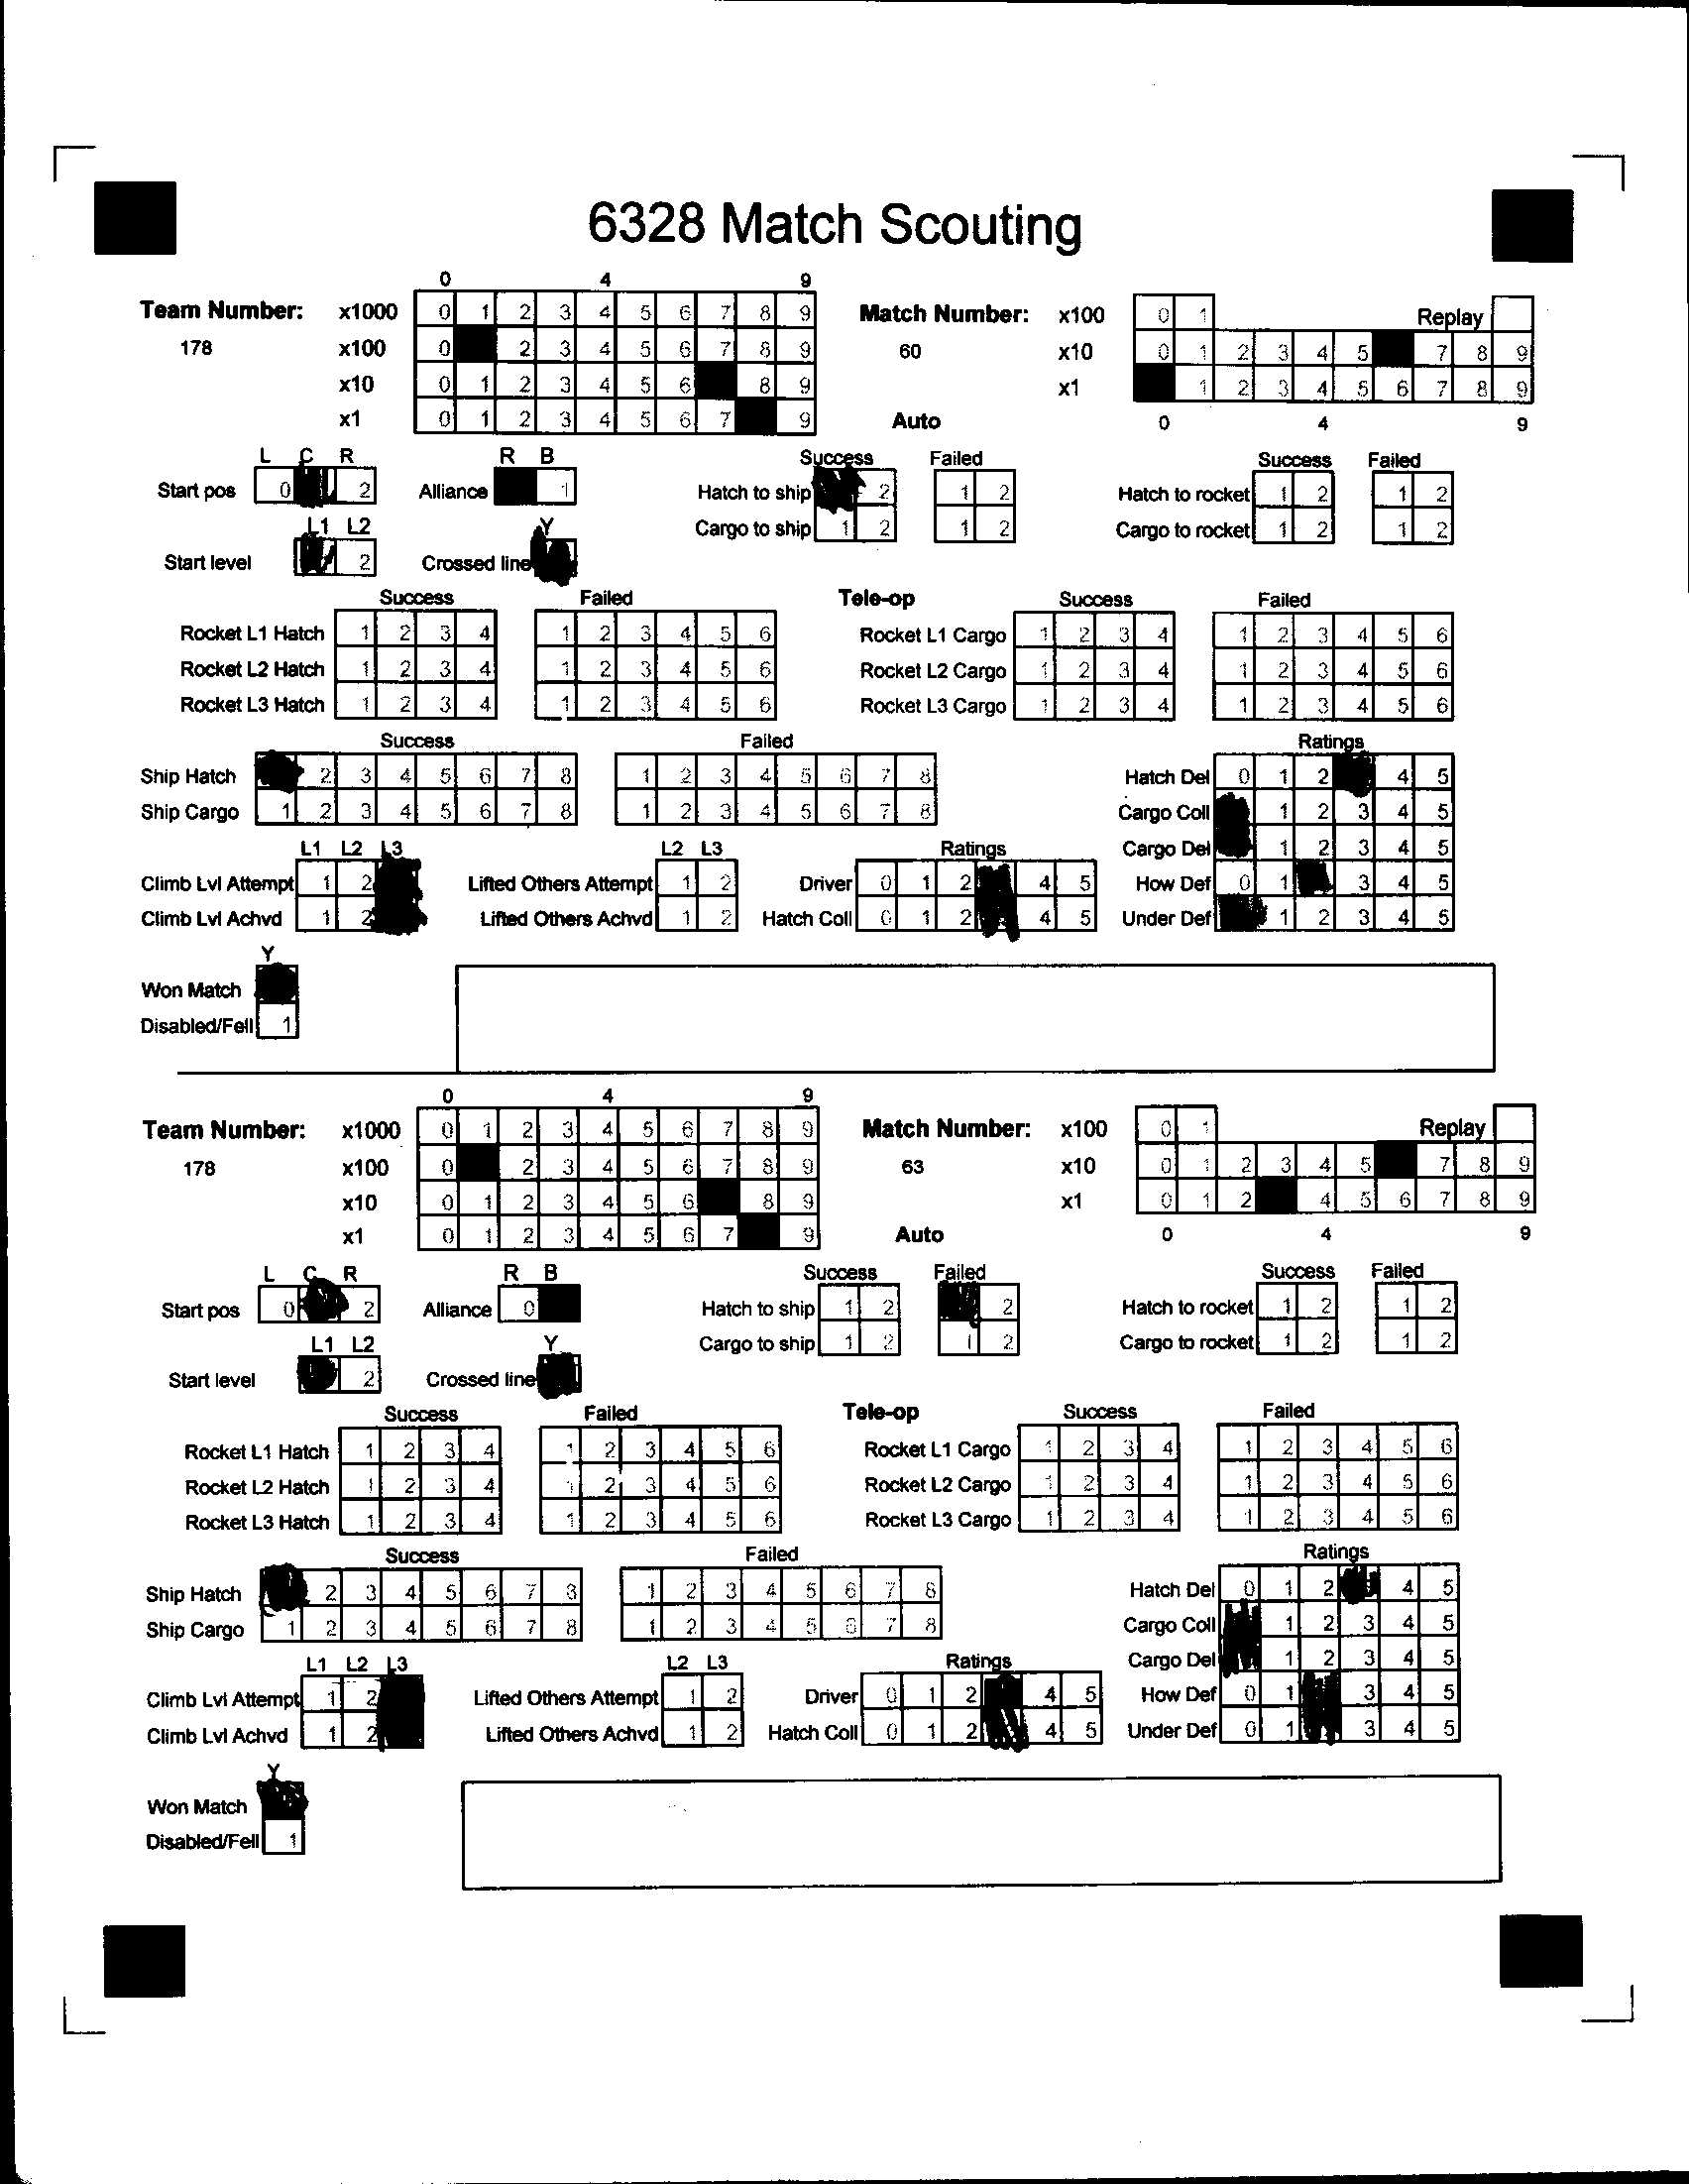 6328 Match Scouting
0 4 9
Team Number: x1000 0 1 2 3 4 5 6 7 8 9 Match Number: x100 0 1 Replay
178 x100 0 2 3 4 5 6 7 8 9 60 x10 0 1 2 3 4 5 7 8 9
x10 0 1 2 3 4 5 6 8 9 x1 1 2 3 4 5 6 7 8 9
x1 0 1 2 3 4 5 6 7 9 Auto 0 4 9
L C R R B Success Failed Success Failed
Start pos 0 2 Alliance 1 Hatch to ship 2 1 2 Hatch to rocket 1 2 1 2
L1 L2 Y Cargo to ship 1 2 1 2 Cargo to rocket 1 2 1 2
Start level 2 Crossed line
Success Failed Tele-op Success Failed
Rocket L1 Hatch 1 2 3 4 1 2 3 4 5 6 Rocket L1 Cargo 1 2 3 4 1 2 3 4 5 6
Rocket L2 Hatch 1 2 3 4 1 2 3 4 5 6 Rocket L2 Cargo 1 2 3 4 1 2 3 4 5 6
Rocket L3 Hatch 1 2 3 4 1 2 3 4 5 6 Rocket L3 Cargo 1 2 3 4 1 2 3 4 5 6
Success Failed Ratings
Ship Hatch 2 3 4 5 6 7 8 1 2 3 4 5 6 7 8 Hatch Del 0 1 2 4 5
Ship Cargo 1 2 3 4 5 6 7 8 1 2 3 4 5 6 7 8 Cargo Coll 1 2 3 4 5
L1 L2 L3 L2 L3 Ratings Cargo Del 1 2 3 4 5
Climb Lvl Attempt 1 2 Lifted Others Attempt 1 2 Driver 0 1 2 4 5 How Def 0 1 3 4 5
Climb Lvl Achvd 1 2 Lifted Others Achvd 1 2 Hatch Coll 0 1 2 4 5 Under Def 1 2 3 4 5
Y
Won Match
Disabled/Fell 1
0 4 9
Team Number: x1000 0 1 2 3 4 5 6 7 8 9 Match Number: x100 0 1 Replay
178 x100 0 2 3 4 5 6 7 8 9 63 x10 0 1 2 3 4 5 7 8 9
x10 0 1 2 3 4 5 6 8 9 x1 0 1 2 4 5 6 7 8 9
x1 0 1 2 3 4 5 6 7 9 Auto 0 4 9
L C R R B Success Failed Success Failed
Start pos 0 2 Alliance 0 Hatch to ship 1 2 2 Hatch to rocket 1 2 1 2
L1 L2 Y Cargo to ship 1 2 1 2 Cargo to rocket 1 2 1 2
Start level 2 Crossed line
Success Failed Tele-op Success Failed
Rocket L1 Hatch 1 2 3 4 1 2 3 4 5 6 Rocket L1 Cargo 1 2 3 4 1 2 3 4 5 6
Rocket L2 Hatch 1 2 3 4 1 2 3 4 5 6 Rocket L2 Cargo 1 2 3 4 1 2 3 4 5 6
Rocket L3 Hatch 1 2 3 4 1 2 3 4 5 6 Rocket L3 Cargo 1 2 3 4 1 2 3 4 5 6
Success Failed Ratings
Ship Hatch 2 3 4 5 6 7 8 1 2 3 4 5 6 7 8 Hatch Del 0 1 2 4 5
Ship Cargo 1 2 3 4 5 6 7 8 1 2 3 4 5 6 7 8 Cargo Coll 1 2 3 4 5
L1 L2 L3 L2 L3 Ratings Cargo Del 1 2 3 4 5
Climb Lvl Attempt 1 2 Lifted Others Attempt 1 2 Driver 0 1 2 4 5 How Def 0 1 3 4 5
Climb Lvl Achvd 1 2 Lifted Others Achvd 1 2 Hatch Coll 0 1 2 4 5 Under Def 0 1 3 4 5
Y
Won Match
Disabled/Fell 1